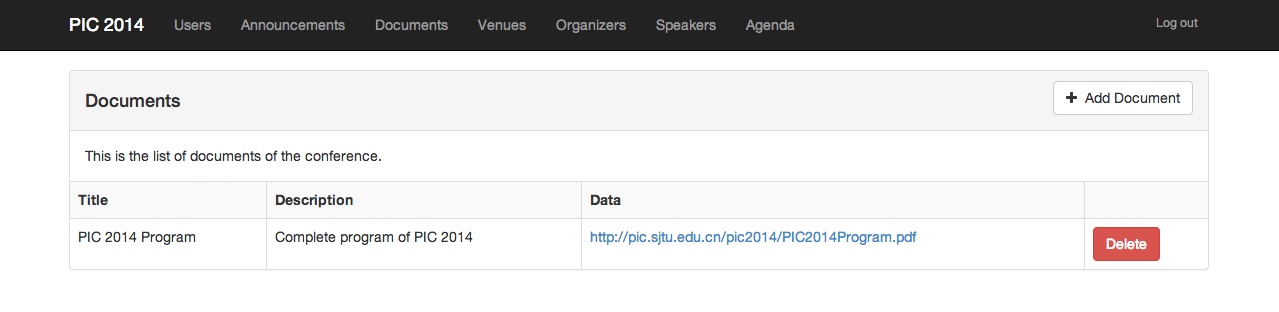 PIC 2014 Users Announcements Documents Venues Organizers Speakers Agenda Log out
Documents + Add Document
This is the list of documents of the conference.
Title Description Data
PIC 2014 Program Complete program of PIC 2014 http://pic.sjtu.edu.cn/pic2014/PIC2014Program.pdf Delete